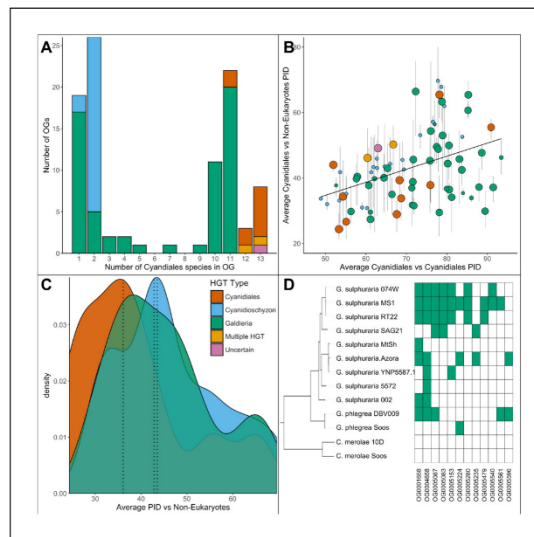 A
Number of OGs
25
20
15
10
5
0
1 2 3 4 5 6 7 8 9 10 11 12 13
Number of Cyandiales species in OG
B
Average Cyanidiales vs Non-Eukaryotes PID
80
60
40
20
50 60 70 80 90
Average Cyanidiales vs Cyanidiales PID
C
density
0.03
0.02
0.01
0.00
30 40 50 60
Average PID vs Non-Eukaryotes
HGT Type
Cyanidiales
Cyanidioschyzon
Galdieria
Multiple HGT
Uncertain
D
G. sulphuraria 074W
G. sulphuraria MS1
G. sulphuraria RT22
G. sulphuraria SAG21
G. sulphuraria MtSh
G. sulphuraria.Azora
G. sulphuraria YNP5587.1
G. sulphuraria 5572
G. sulphuraria 002
G. phlegrea DBV009
G. phlegrea Soos
C. merolae 10D
C. merolae Soos